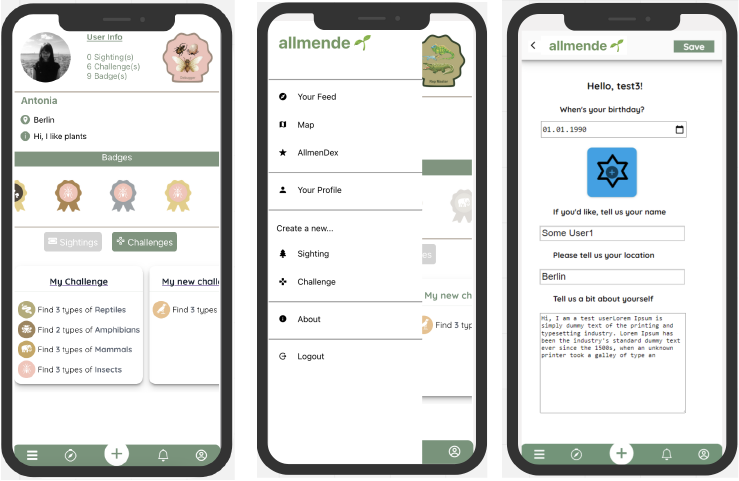 User Info
0 Sighting(s)
6 Challenge(s)
9 Badge(s)
Antonia
Berlin
Hi, I like plants
Badges
Sightings
Challenges
My Challenge
Find 3 types of Reptiles
Find 2 types of Amphibians
Find 3 types of Mammals
Find 3 types of Insects
My new chall
Find 3 types
allmende
Your Feed
Map
AllmenDex
Your Profile
Create a new...
Sighting
Challenge
About
Logout
es
My new ch
Find 3 typ
allmende
Save
Hello, test3!
When's your birthday?
01.01.1990
If you'd like, tell us your name
Some User1
Please tell us your location
Berlin
Tell us a bit about yourself
Hi, I am a test userLorem Ipsum is
simply dummy text of the printing and
typesetting industry. Lorem Ipsum has
been the industry's standard dummy text
ever since the 1500s, when an unknown
printer took a galley of type an